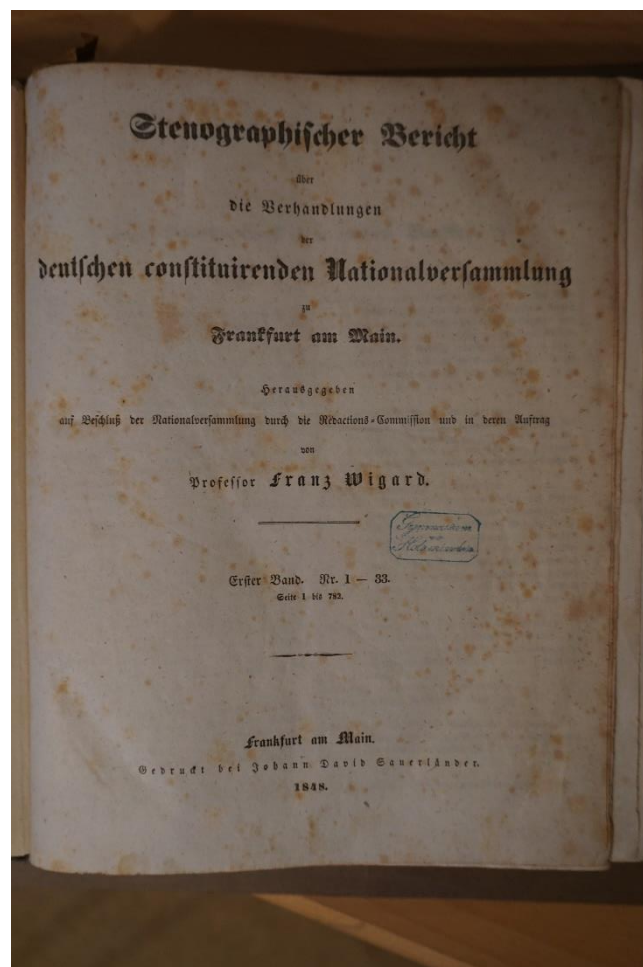 Stenographischer Bericht
über
die Verhandlungen
der
deutschen constituirenden Nationalversammlung
zu
Frankfurt am Main.
Herausgegeben
auf Beschluß der Nationalversammlung durch die Redactions-Commission und in deren Auftrag
von
Professor Franz Wigard.
Gymnasium
Erster Band. Nr. 1 — 33.
Seite 1 bis 783.
Frankfurt am Main.
Gedruckt bei Johann David Sauerländer.
1848.